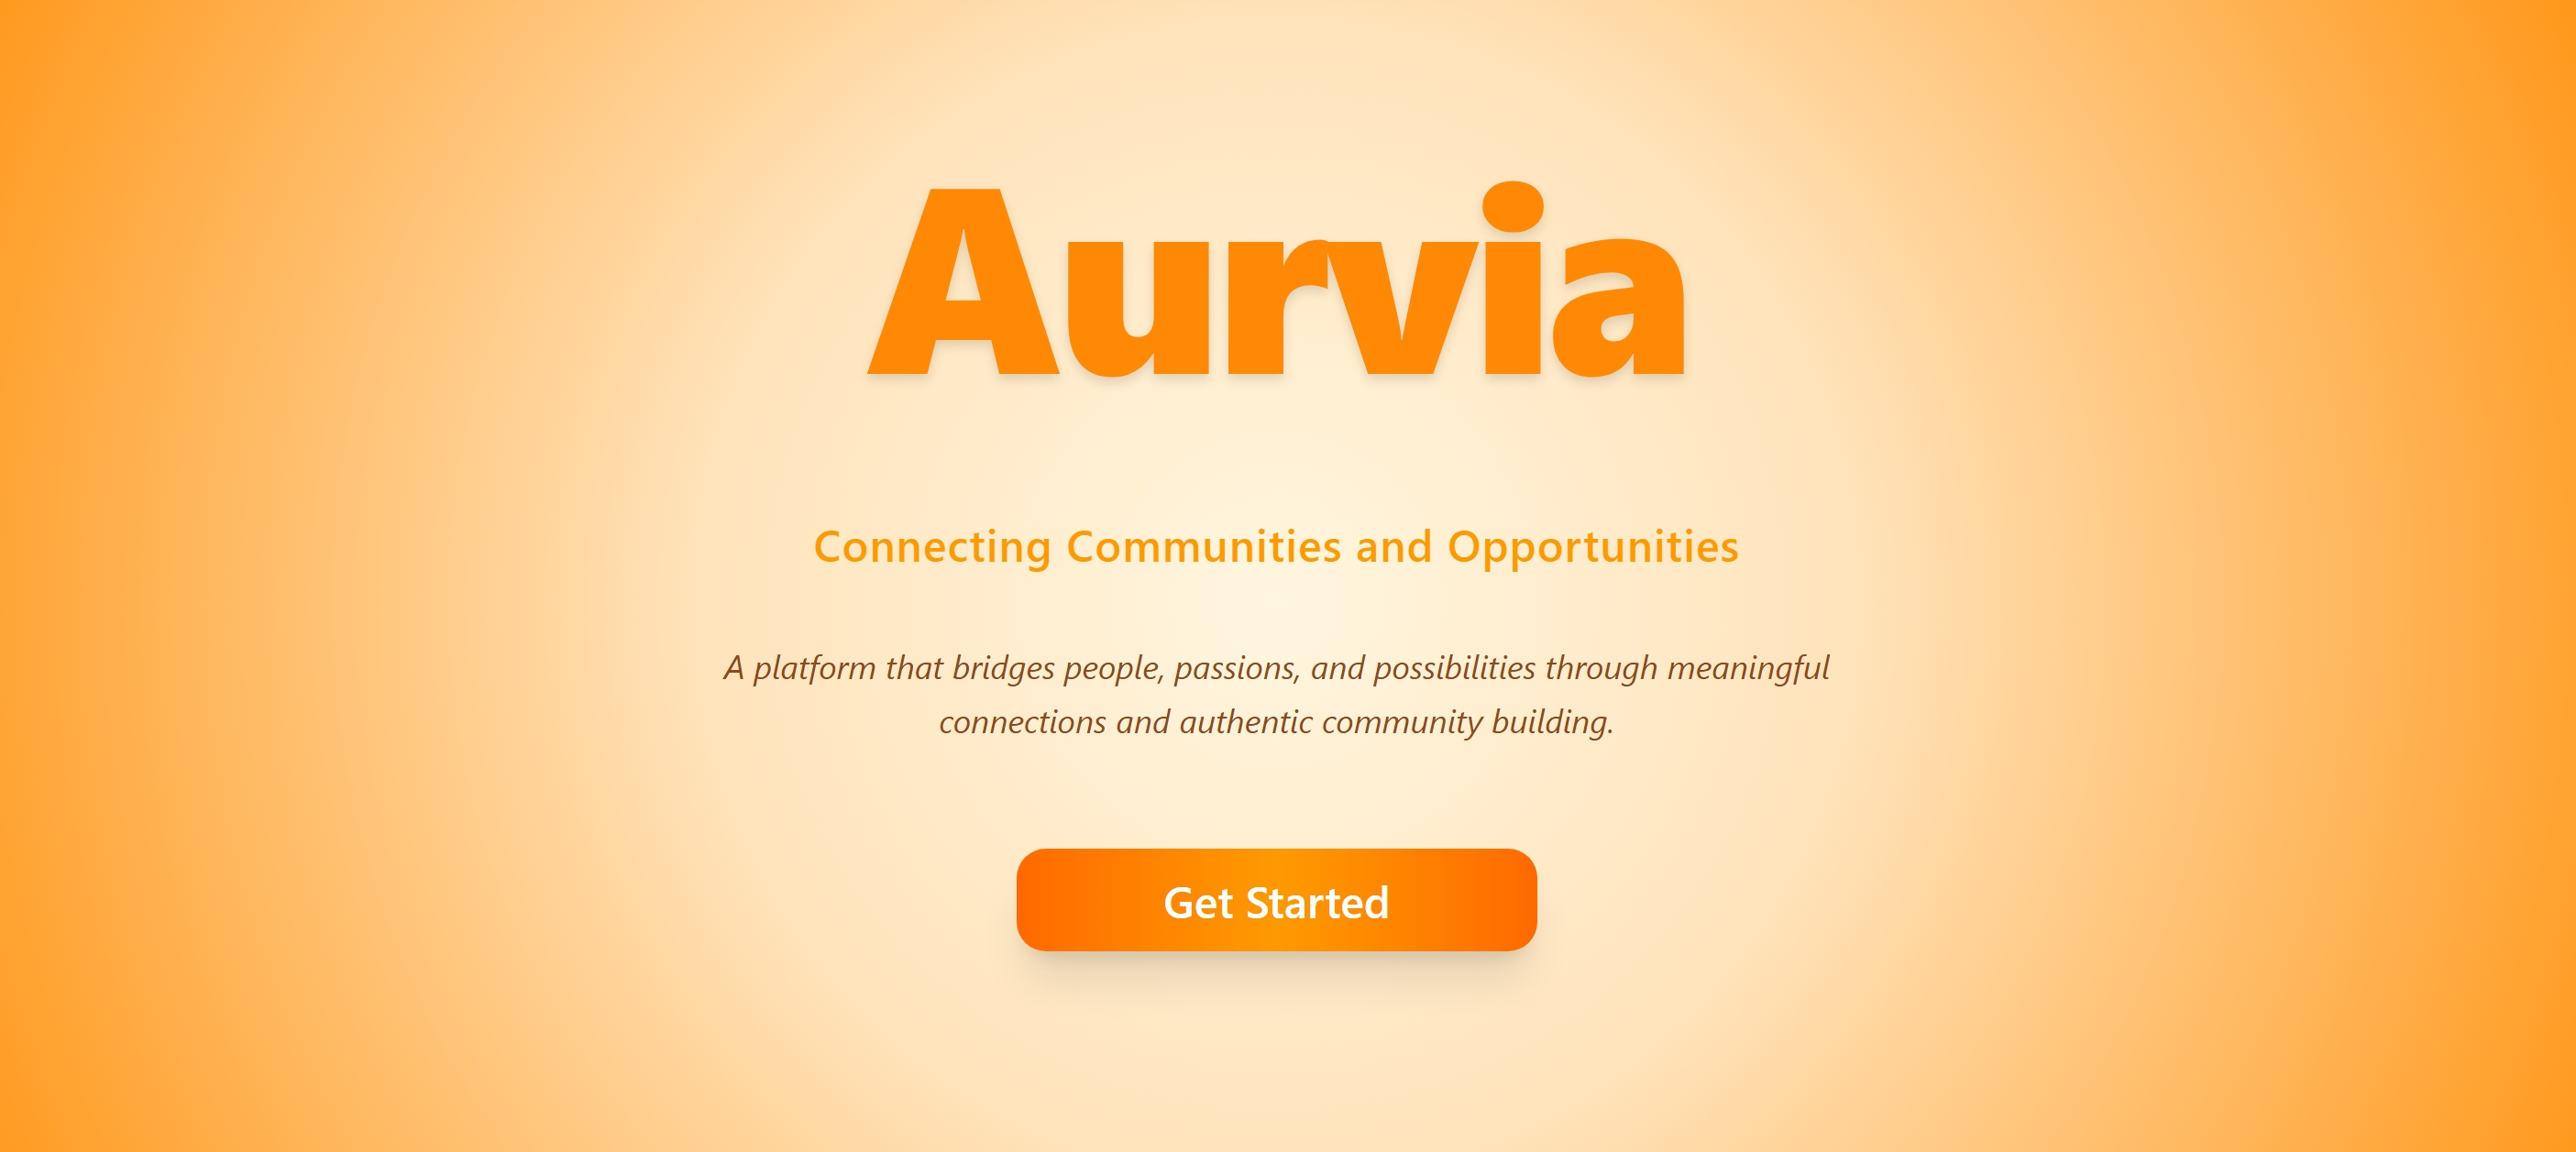 Aurvia
Connecting Communities and Opportunities
A platform that bridges people, passions, and possibilities through meaningful
connections and authentic community building.
Get Started